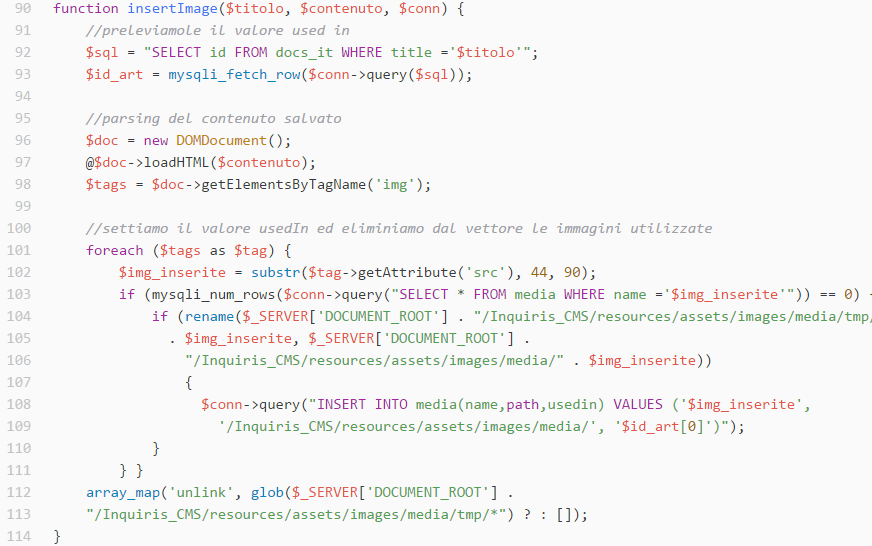 90 function insertImage($titolo, $contenuto, $conn) {
91 //preleviamole il valore used in
92 $sql = "SELECT id FROM docs_it WHERE title ='$titolo'";
93 $id_art = mysqli_fetch_row($conn->query($sql));
94
95 //parsing del contenuto salvato
96 $doc = new DOMDocument();
97 @$doc->loadHTML($contenuto);
98 $tags = $doc->getElementsByTagName('img');
99
100 //settiamo il valore usedIn ed eliminiamo dal vettore le immagini utilizzate
101 foreach ($tags as $tag) {
102 $img_inserite = substr($tag->getAttribute('src'), 44, 90);
103 if (mysqli_num_rows($conn->query("SELECT * FROM media WHERE name ='$img_inserite'")) == 0)
104 if (rename($_SERVER['DOCUMENT_ROOT'] . "/Inquiris_CMS/resources/assets/images/media/tmp/
105 . $img_inserite, $_SERVER['DOCUMENT_ROOT'] .
106 "/Inquiris_CMS/resources/assets/images/media/" . $img_inserite))
107 {
108 $conn->query("INSERT INTO media(name,path,usedin) VALUES ('$img_inserite',
109 '/Inquiris_CMS/resources/assets/images/media/', '$id_art[0]')");
110 }
111 } }
112 array_map('unlink', glob($_SERVER['DOCUMENT_ROOT'] .
113 "/Inquiris_CMS/resources/assets/images/media/tmp/*") ? : []);
114 }